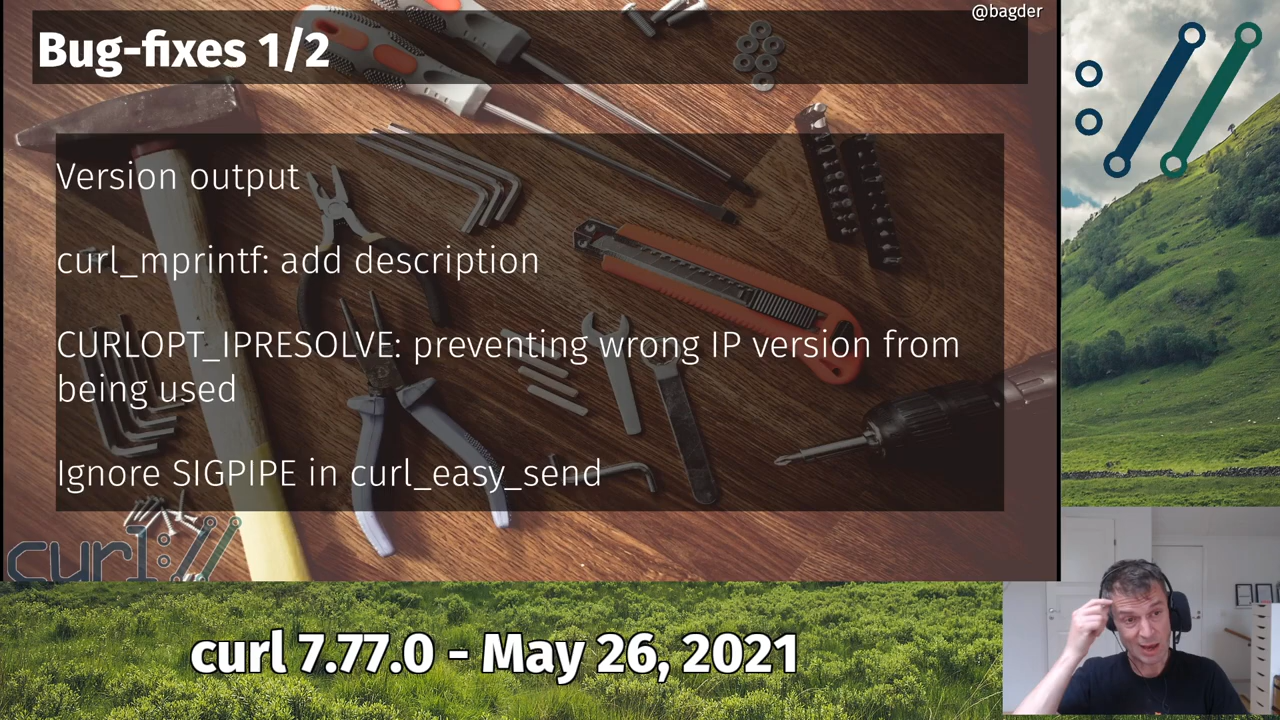 @bagder
Bug-fixes 1/2
Version output
curl_mprintf: add description
CURLOPT_IPRESOLVE: preventing wrong IP version from
being used
Ignore SIGPIPE in curl_easy_send
curl://
curl 7.77.0 - May 26, 2021